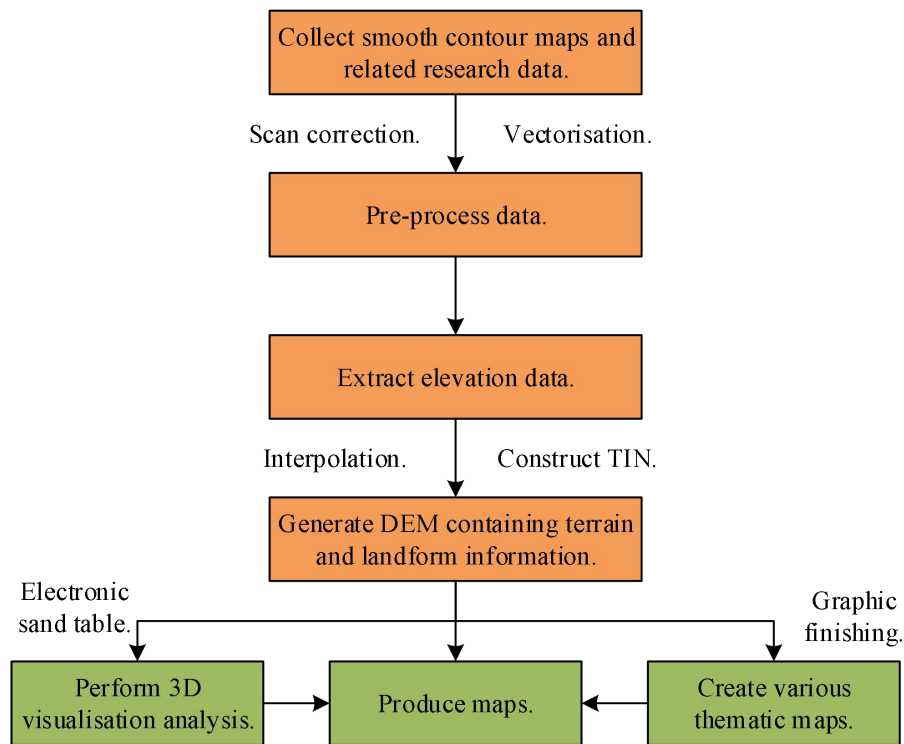 Collect smooth contour maps and
related research data.
Scan correction.
Vectorisation.
Pre-process data.
Extract elevation data.
Interpolation.
Construct TIN.
Generate DEM containing terrain
and landform information.
Electronic
sand table.
Graphic
finishing.
Perform 3D
visualisation analysis.
Produce maps.
Create various
thematic maps.